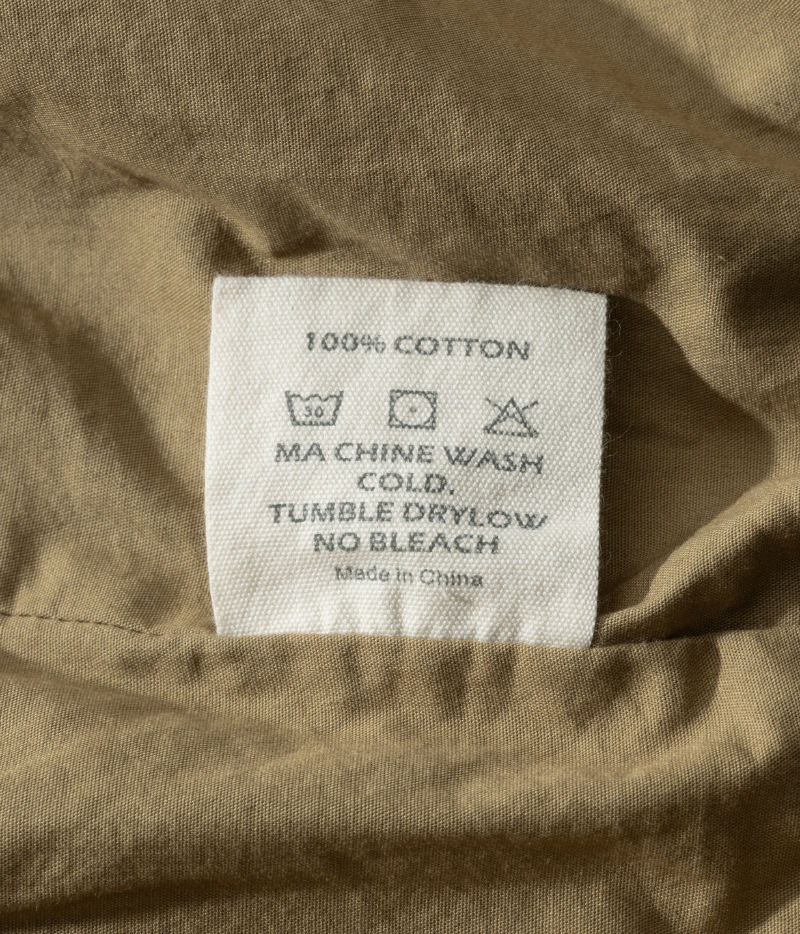 100% COTTON
30
MA CHINE WASH
COLD.
TUMBLE DRYLOW
NO BLEACH
Made in China